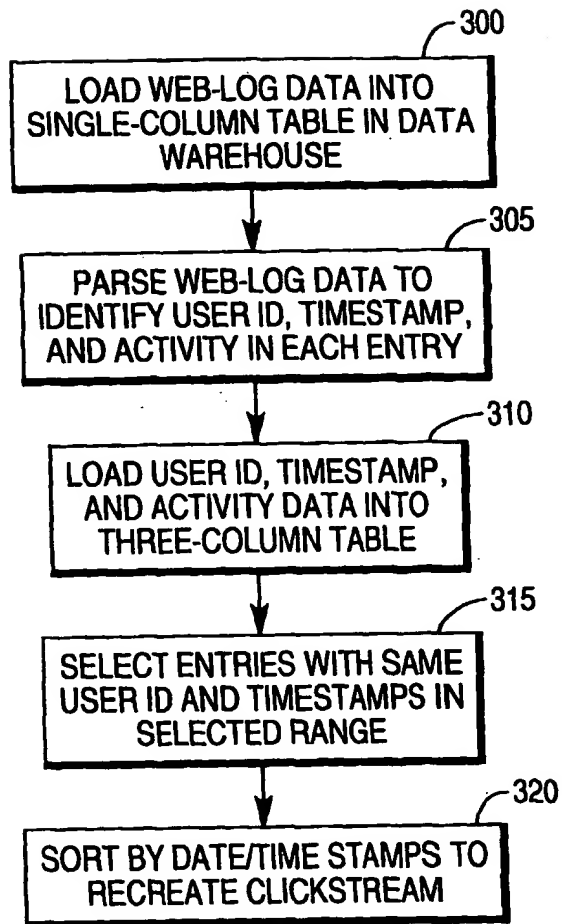 300
LOAD WEB-LOG DATA INTO
SINGLE-COLUMN TABLE IN DATA
WAREHOUSE
305
PARSE WEB-LOG DATA TO
IDENTIFY USER ID, TIMESTAMP,
AND ACTIVITY IN EACH ENTRY
310
LOAD USER ID, TIMESTAMP,
AND ACTIVITY DATA INTO
THREE-COLUMN TABLE
315
SELECT ENTRIES WITH SAME
USER ID AND TIMESTAMPS IN
SELECTED RANGE
320
SORT BY DATE/TIME STAMPS TO
RECREATE CLICKSTREAM